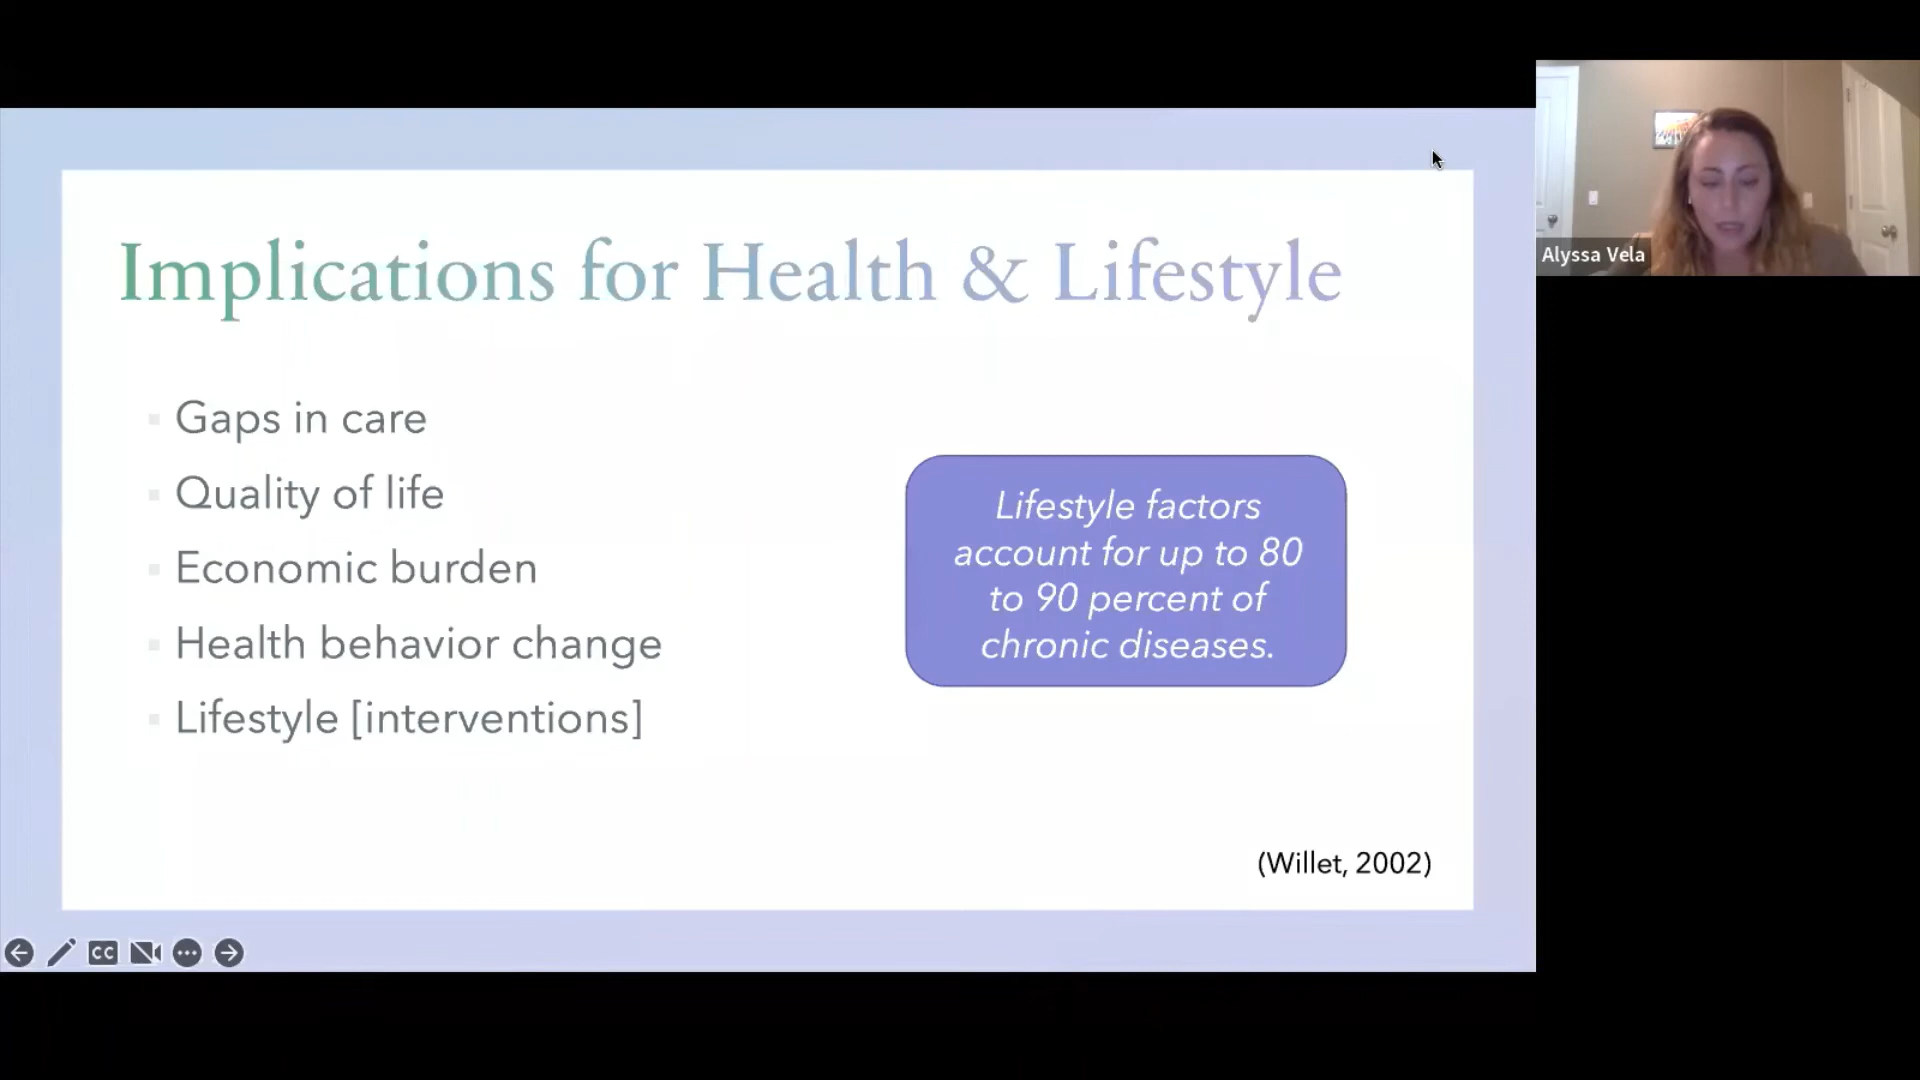 Implications for Health & Lifestyle
Gaps in care
Quality of life
Economic burden
Health behavior change
Lifestyle [interventions]
Lifestyle factors
account for up to 80
to 90 percent of
chronic diseases.
(Willet, 2002)
CC
Alyssa Vela